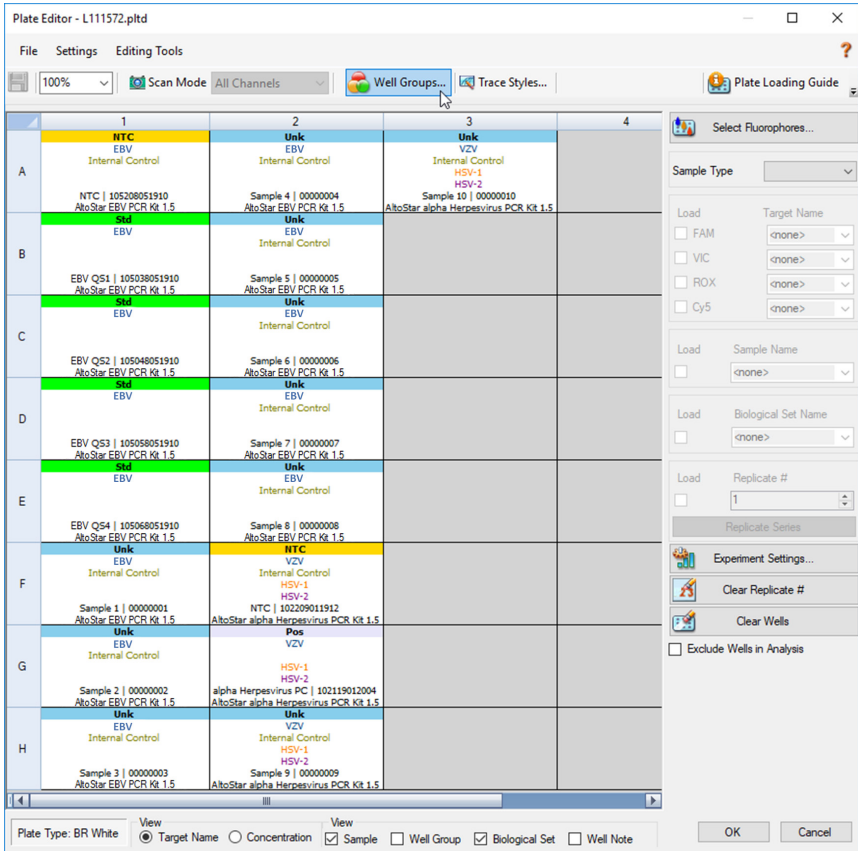 Plate Editor - L111572.pltd
File Settings Editing Tools ?
100% Scan Mode All Channels Well Groups... Trace Styles... Plate Loading Guide
1 2 3 4
A
NTC
EBV
Internal Control
NTC | 105208051910
AltoStar EBV PCR Kit 1.5
Unk
EBV
Internal Control
Sample 4 | 00000004
AltoStar EBV PCR Kit 1.5
Unk
VZV
Internal Control
HSV-1
HSV-2
Sample 10 | 00000010
AltoStar alpha Herpesvirus PCR Kit 1.5
B
Std
EBV
EBV QS1 | 105038051910
AltoStar EBV PCR Kit 1.5
Unk
EBV
Internal Control
Sample 5 | 00000005
AltoStar EBV PCR Kit 1.5
C
Std
EBV
EBV QS2 | 105048051910
AltoStar EBV PCR Kit 1.5
Unk
EBV
Internal Control
Sample 6 | 00000006
AltoStar EBV PCR Kit 1.5
D
Std
EBV
EBV QS3 | 105058051910
AltoStar EBV PCR Kit 1.5
Unk
EBV
Internal Control
Sample 7 | 00000007
AltoStar EBV PCR Kit 1.5
E
Std
EBV
EBV QS4 | 105068051910
AltoStar EBV PCR Kit 1.5
Unk
EBV
Internal Control
Sample 8 | 00000008
AltoStar EBV PCR Kit 1.5
F
Unk
EBV
Internal Control
Sample 1 | 00000001
AltoStar EBV PCR Kit 1.5
NTC
VZV
Internal Control
HSV-1
HSV-2
NTC | 102209011912
AltoStar alpha Herpesvirus PCR Kit 1.5
G
Unk
EBV
Internal Control
Sample 2 | 00000002
AltoStar EBV PCR Kit 1.5
Pos
VZV
HSV-1
HSV-2
alpha Herpesvirus PC | 102119012004
AltoStar alpha Herpesvirus PCR Kit 1.5
H
Unk
EBV
Internal Control
Sample 3 | 00000003
AltoStar EBV PCR Kit 1.5
Unk
VZV
Internal Control
HSV-1
HSV-2
Sample 9 | 00000009
AltoStar alpha Herpesvirus PCR Kit 1.5
Select Fluorophores...
Sample Type
Load Target Name
FAM <none>
VIC <none>
ROX <none>
Cy5 <none>
Load Sample Name
<none>
Load Biological Set Name
<none>
Load Replicate #
1
Replicate Series
Experiment Settings...
Clear Replicate #
Clear Wells
Exclude Wells in Analysis
Plate Type: BR White
View
Target Name Concentration
View
Sample Well Group Biological Set Well Note
OK Cancel